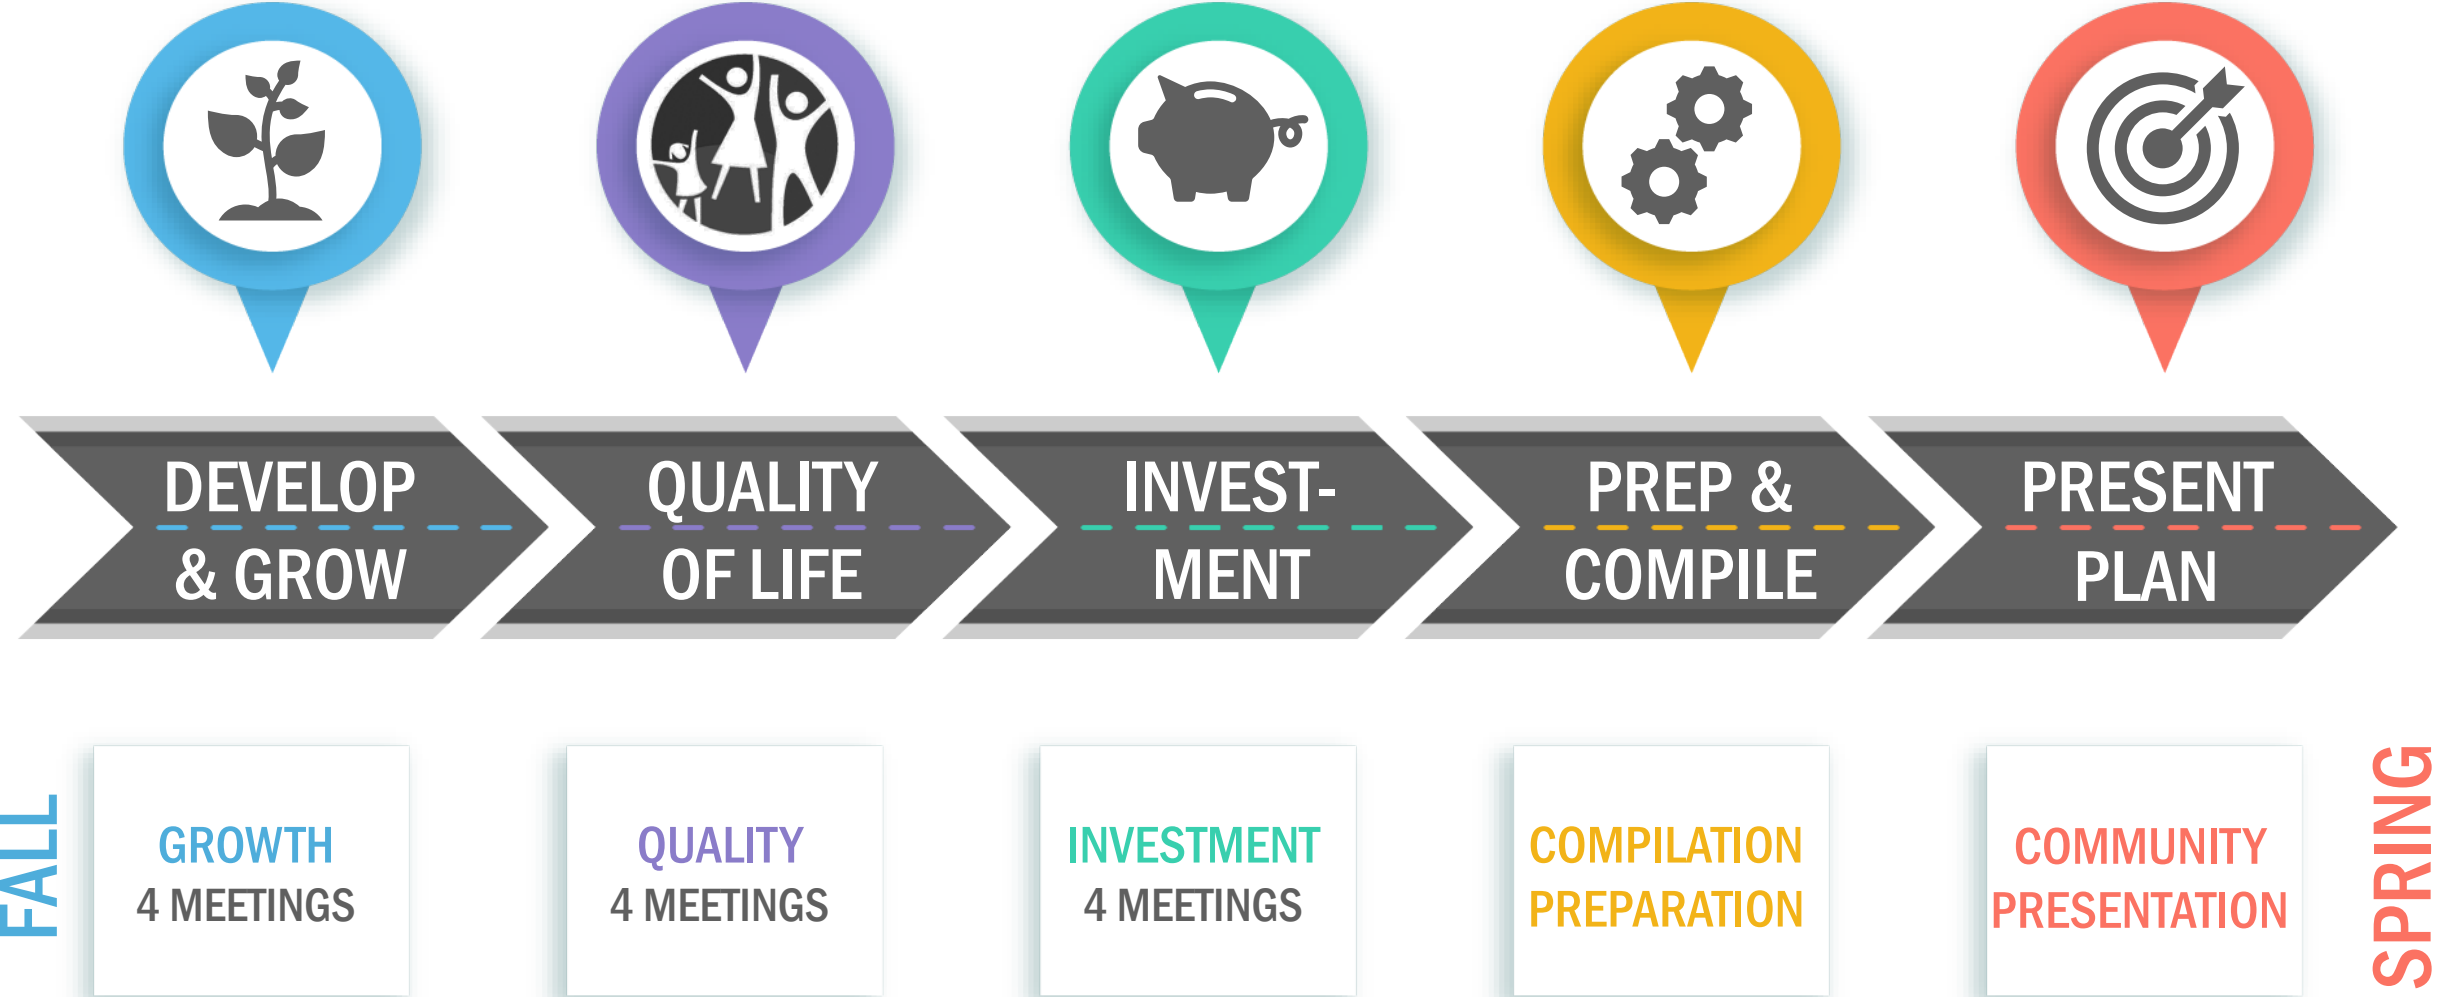 DEVELOP
& GROW
QUALITY
OF LIFE
INVEST-
MENT
PREP &
COMPILE
PRESENT
PLAN
FALL
GROWTH
4 MEETINGS
QUALITY
4 MEETINGS
INVESTMENT
4 MEETINGS
COMPILATION
PREPARATION
COMMUNITY
PRESENTATION
SPRING